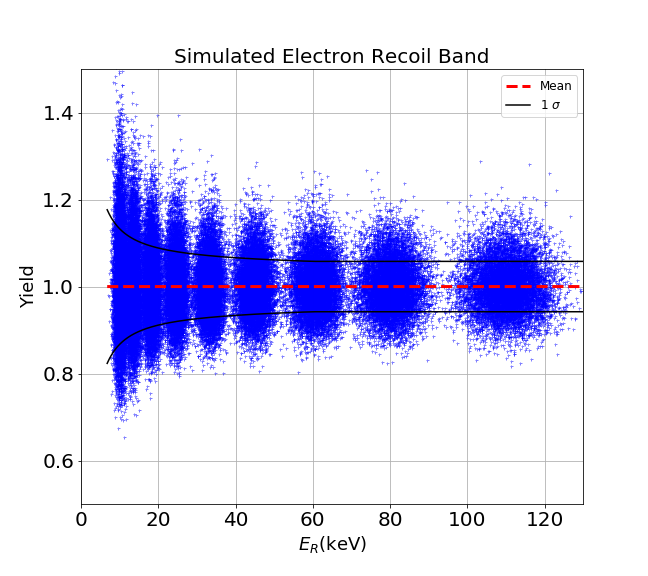 Simulated Electron Recoil Band
Mean
1 σ
1.4
1.2
1.0
0.8
0.6
Yield
0 20 40 60 80 100 120
E_R(keV)